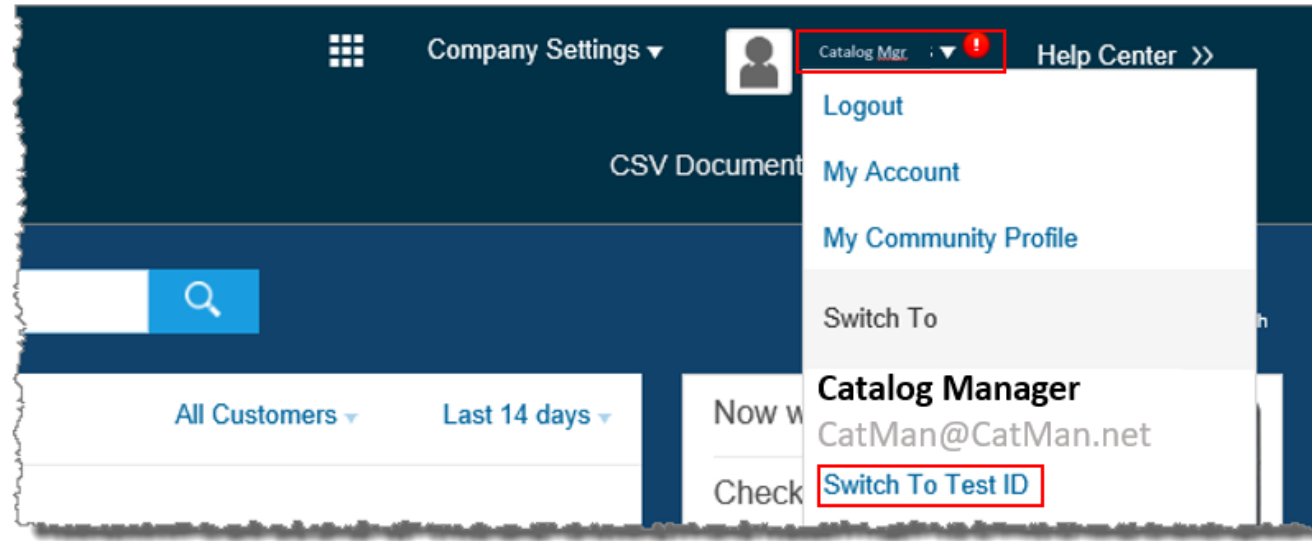 Company Settings
Catalog Mgr.
!
Help Center >>
Logout
CSV Document
My Account
My Community Profile
Switch To
h
All Customers
Last 14 days
Now w
Catalog Manager
CatMan@CatMan.net
Check
Switch To Test ID